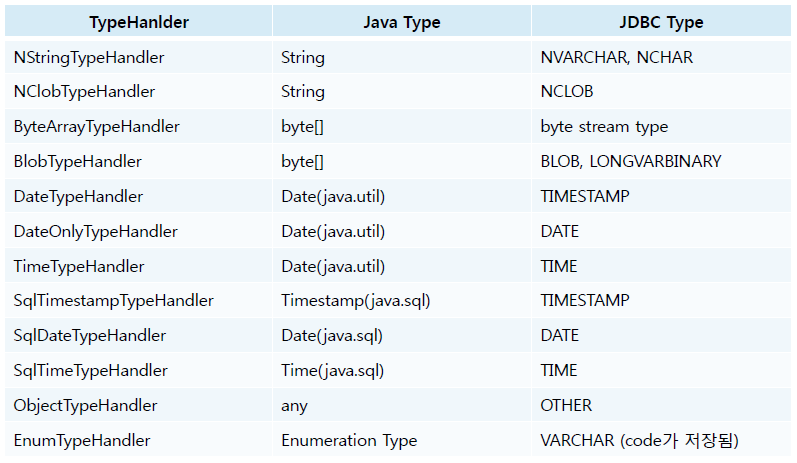 TypeHanlder Java Type JDBC Type
NStringTypeHandler String NVARCHAR, NCHAR
NClobTypeHandler String NCLOB
ByteArrayTypeHandler byte[] byte stream type
BlobTypeHandler byte[] BLOB, LONGVARBINARY
DateTypeHandler Date(java.util) TIMESTAMP
DateOnlyTypeHandler Date(java.util) DATE
TimeTypeHandler Date(java.util) TIME
SqlTimestampTypeHandler Timestamp(java.sql) TIMESTAMP
SqlDateTypeHandler Date(java.sql) DATE
SqlTimeTypeHandler Time(java.sql) TIME
ObjectTypeHandler any OTHER
EnumTypeHandler Enumeration Type VARCHAR (code가 저장됨)